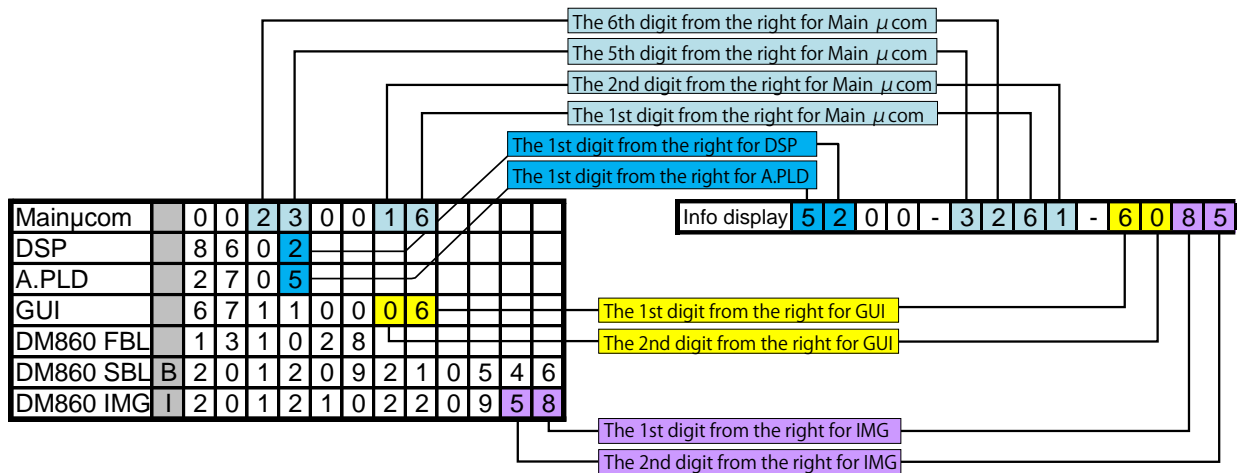 The 6th digit from the right for Main μcom
The 5th digit from the right for Main μcom
The 2nd digit from the right for Main μcom
The 1st digit from the right for Main μcom
The 1st digit from the right for DSP
The 1st digit from the right for A.PLD
Mainμcom 0 0 2 3 0 0 1 6
DSP 8 6 0 2
A.PLD 2 7 0 5
GUI 6 7 1 1 0 0 0 6
DM860 FBL 1 3 1 0 2 8
DM860 SBL B 2 0 1 2 0 9 2 1 0 5 4 6
DM860 IMG I 2 0 1 2 1 0 2 2 0 9 5 8
Info display 5 2 0 0 - 3 2 6 1 - 6 0 8 5
The 1st digit from the right for GUI
The 2nd digit from the right for GUI
The 1st digit from the right for IMG
The 2nd digit from the right for IMG